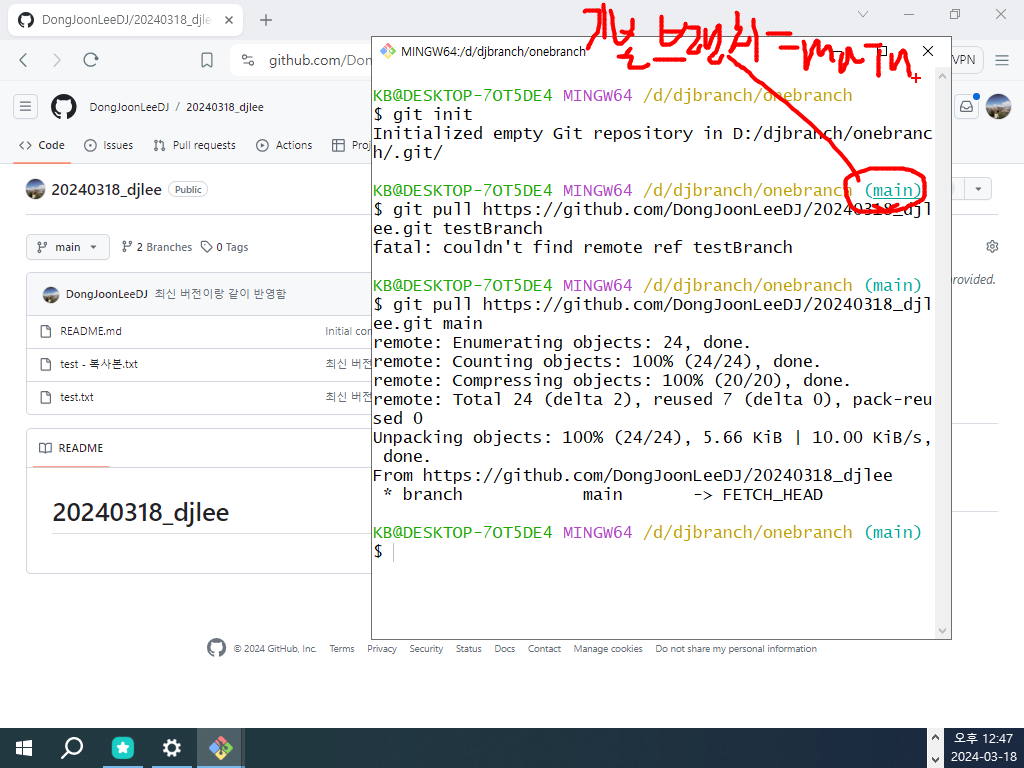 DongJoonLeeDJ/20240318_djlee
github.com/Don
VPN
DongJoonLeeDJ / 20240318_djlee
Code
Issues
Pull requests
Actions
Proj
20240318_djlee
Public
main
2 Branches
0 Tags
DongJoonLeeDJ 최신 버전이랑 같이 반영함
README.md
Initial con
test - 복사본.txt
최신 버전
test.txt
최신 버전
README
20240318_djlee
rovided.
© 2024 GitHub, Inc.
Terms
Privacy
Security
Status
Docs
Contact
Manage cookies
Do not share my personal information
MINGW64:/d/djbranch/onebranch
브랜치=main
KB@DESKTOP-7OT5DE4 MINGW64 /d/djbranch/onebranch
$ git init
Initialized empty Git repository in D:/djbranch/onebranc
h/.git/
KB@DESKTOP-7OT5DE4 MINGW64 /d/djbranch/onebranch (main)
$ git pull https://github.com/DongJoonLeeDJ/20240318_djl
ee.git testBranch
fatal: couldn't find remote ref testBranch
KB@DESKTOP-7OT5DE4 MINGW64 /d/djbranch/onebranch (main)
$ git pull https://github.com/DongJoonLeeDJ/20240318_djl
ee.git main
remote: Enumerating objects: 24, done.
remote: Counting objects: 100% (24/24), done.
remote: Compressing objects: 100% (20/20), done.
remote: Total 24 (delta 2), reused 7 (delta 0), pack-reu
sed 0
Unpacking objects: 100% (24/24), 5.66 KiB | 10.00 KiB/s,
 done.
From https://github.com/DongJoonLeeDJ/20240318_djlee
 * branch            main       -> FETCH_HEAD
KB@DESKTOP-7OT5DE4 MINGW64 /d/djbranch/onebranch (main)
$
오후 12:47
2024-03-18